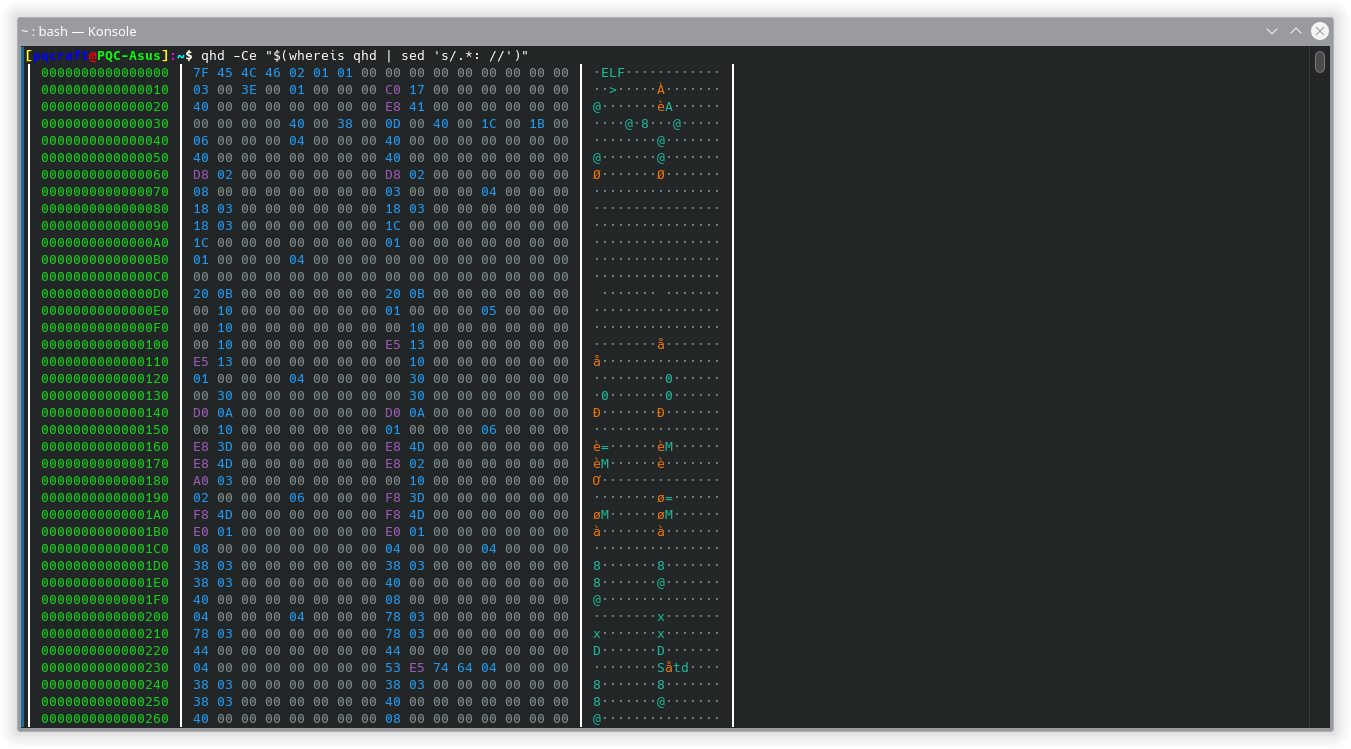 ~ : bash — Konsole
[pqcraft@PQC-Asus]:~$ qhd -Ce "$(whereis qhd | sed 's/.*: //')"
0000000000000000 7F 45 4C 46 02 01 01 00 00 00 00 00 00 00 00 00 ·ELF············
0000000000000010 03 00 3E 00 01 00 00 00 C0 17 00 00 00 00 00 00 ··>·····À·······
0000000000000020 40 00 00 00 00 00 00 00 E8 41 00 00 00 00 00 00 @·······èA······
0000000000000030 00 00 00 00 40 00 38 00 0D 00 40 00 1C 00 1B 00 ····@·8···@·····
0000000000000040 06 00 00 00 04 00 00 00 40 00 00 00 00 00 00 00 ········@·······
0000000000000050 40 00 00 00 00 00 00 00 40 00 00 00 00 00 00 00 @·······@·······
0000000000000060 D8 02 00 00 00 00 00 00 D8 02 00 00 00 00 00 00 Ø·······Ø·······
0000000000000070 08 00 00 00 00 00 00 00 03 00 00 00 04 00 00 00 ················
0000000000000080 18 03 00 00 00 00 00 00 18 03 00 00 00 00 00 00 ················
0000000000000090 18 03 00 00 00 00 00 00 1C 00 00 00 00 00 00 00 ················
00000000000000A0 1C 00 00 00 00 00 00 00 01 00 00 00 00 00 00 00 ················
00000000000000B0 01 00 00 00 04 00 00 00 00 00 00 00 00 00 00 00 ················
00000000000000C0 00 00 00 00 00 00 00 00 00 00 00 00 00 00 00 00 ················
00000000000000D0 20 0B 00 00 00 00 00 00 20 0B 00 00 00 00 00 00  ······· ·······
00000000000000E0 00 10 00 00 00 00 00 00 01 00 00 00 05 00 00 00 ················
00000000000000F0 00 10 00 00 00 00 00 00 00 10 00 00 00 00 00 00 ················
0000000000000100 00 10 00 00 00 00 00 00 E5 13 00 00 00 00 00 00 ········å·······
0000000000000110 E5 13 00 00 00 00 00 00 00 10 00 00 00 00 00 00 å···············
0000000000000120 01 00 00 00 04 00 00 00 00 30 00 00 00 00 00 00 ·········0······
0000000000000130 00 30 00 00 00 00 00 00 00 30 00 00 00 00 00 00 ·0·······0······
0000000000000140 D0 0A 00 00 00 00 00 00 D0 0A 00 00 00 00 00 00 Ð·······Ð·······
0000000000000150 00 10 00 00 00 00 00 00 01 00 00 00 06 00 00 00 ················
0000000000000160 E8 3D 00 00 00 00 00 00 E8 4D 00 00 00 00 00 00 è=······èM······
0000000000000170 E8 4D 00 00 00 00 00 00 E8 02 00 00 00 00 00 00 èM······è·······
0000000000000180 A0 03 00 00 00 00 00 00 00 10 00 00 00 00 00 00 Ơ···············
0000000000000190 02 00 00 00 06 00 00 00 F8 3D 00 00 00 00 00 00 ········ø=······
00000000000001A0 F8 4D 00 00 00 00 00 00 F8 4D 00 00 00 00 00 00 øM······øM······
00000000000001B0 E0 01 00 00 00 00 00 00 E0 01 00 00 00 00 00 00 à·······à·······
00000000000001C0 08 00 00 00 00 00 00 00 04 00 00 00 04 00 00 00 ················
00000000000001D0 38 03 00 00 00 00 00 00 38 03 00 00 00 00 00 00 8·······8·······
00000000000001E0 38 03 00 00 00 00 00 00 40 00 00 00 00 00 00 00 8·······@·······
00000000000001F0 40 00 00 00 00 00 00 00 08 00 00 00 00 00 00 00 @···············
0000000000000200 04 00 00 00 04 00 00 00 78 03 00 00 00 00 00 00 ········x·······
0000000000000210 78 03 00 00 00 00 00 00 78 03 00 00 00 00 00 00 x·······x·······
0000000000000220 44 00 00 00 00 00 00 00 44 00 00 00 00 00 00 00 D·······D·······
0000000000000230 04 00 00 00 00 00 00 00 53 E5 74 64 04 00 00 00 ········Såtd····
0000000000000240 38 03 00 00 00 00 00 00 38 03 00 00 00 00 00 00 8·······8·······
0000000000000250 38 03 00 00 00 00 00 00 40 00 00 00 00 00 00 00 8·······@·······
0000000000000260 40 00 00 00 00 00 00 00 08 00 00 00 00 00 00 00 @···············